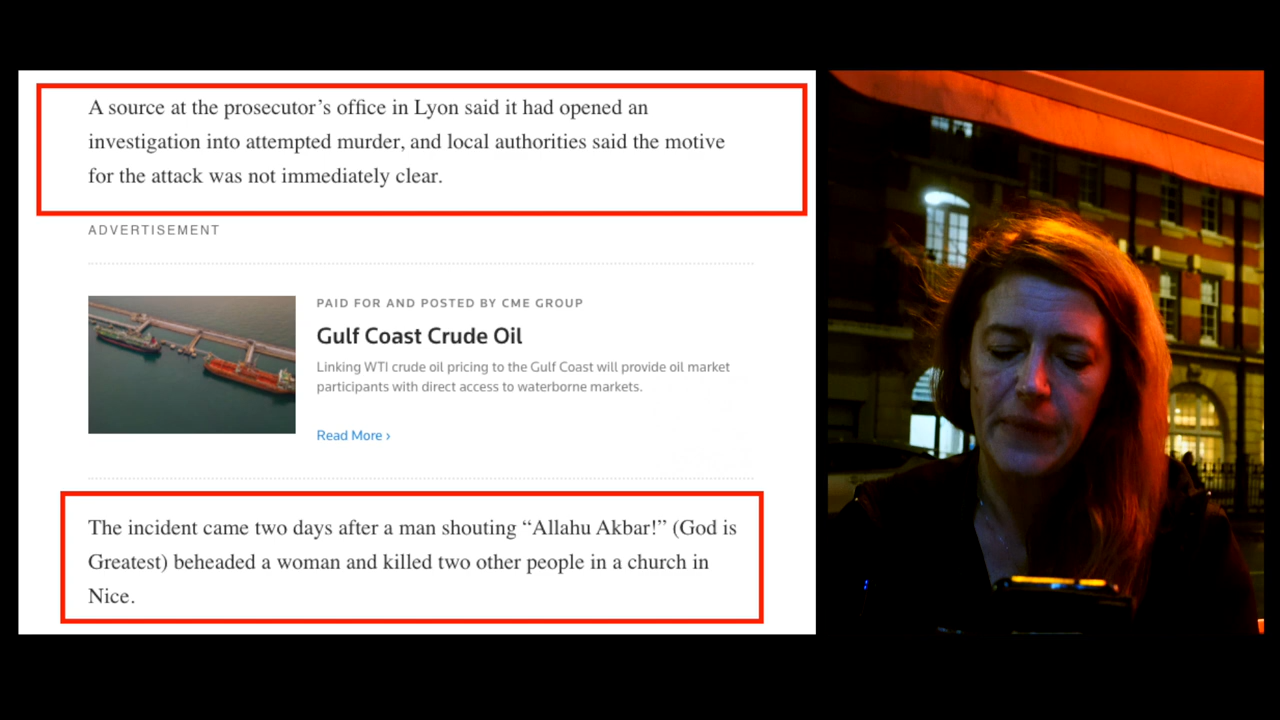 A source at the prosecutor’s office in Lyon said it had opened an
investigation into attempted murder, and local authorities said the motive
for the attack was not immediately clear.
ADVERTISEMENT
PAID FOR AND POSTED BY CME GROUP
Gulf Coast Crude Oil
Linking WTI crude oil pricing to the Gulf Coast will provide oil market
participants with direct access to waterborne markets.
Read More ›
The incident came two days after a man shouting “Allahu Akbar!” (God is
Greatest) beheaded a woman and killed two other people in a church in
Nice.